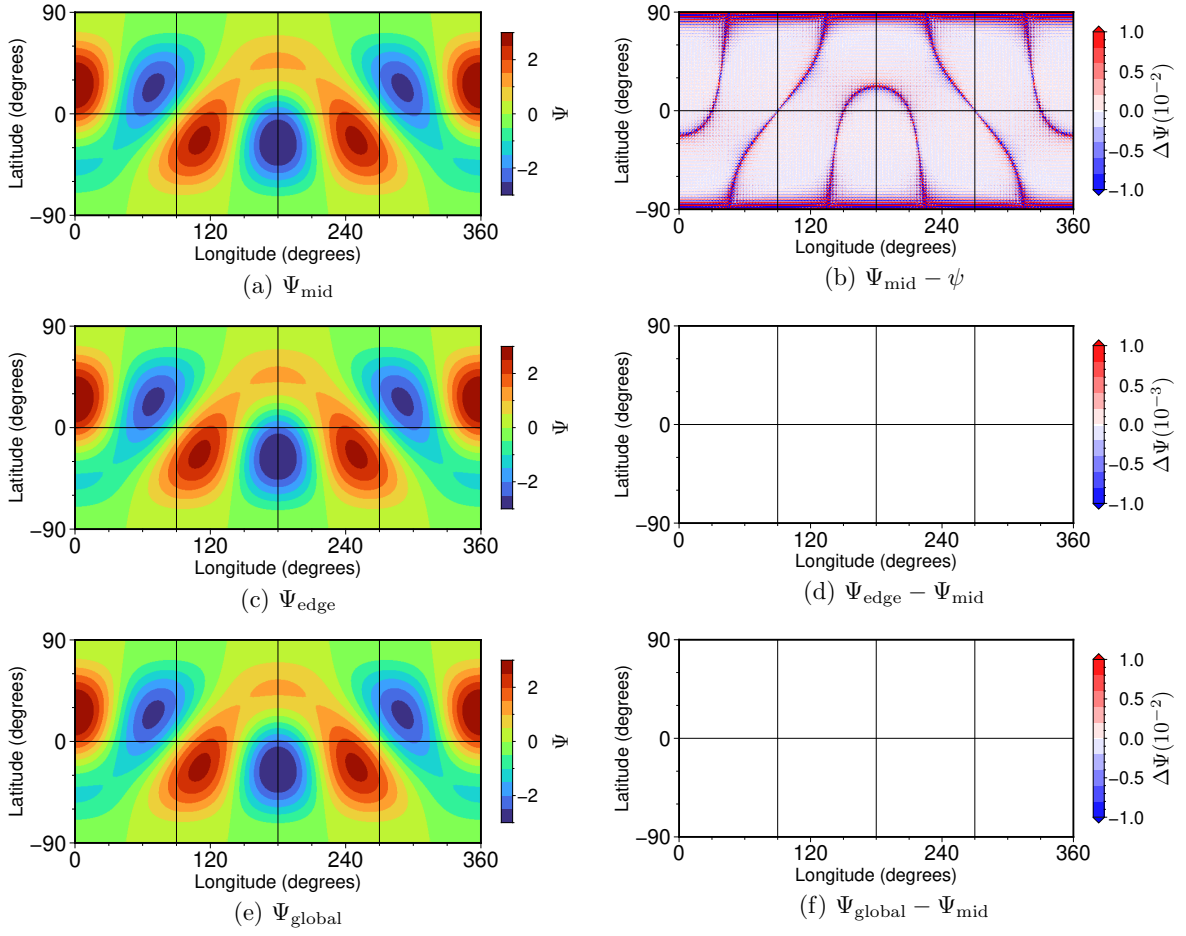 90
0
−90
Latitude (degrees)
0 120 240 360
Longitude (degrees)
2
0
−2
Ψ
(a) Ψmid
90
0
−90
Latitude (degrees)
0 120 240 360
Longitude (degrees)
1.0
0.5
0.0
−0.5
−1.0
ΔΨ(10−2)
(b) Ψmid − ψ
90
0
−90
Latitude (degrees)
0 120 240 360
Longitude (degrees)
2
0
−2
Ψ
(c) Ψedge
90
0
−90
Latitude (degrees)
0 120 240 360
Longitude (degrees)
1.0
0.5
0.0
−0.5
−1.0
ΔΨ(10−3)
(d) Ψedge − Ψmid
90
0
−90
Latitude (degrees)
0 120 240 360
Longitude (degrees)
2
0
−2
Ψ
(e) Ψglobal
90
0
−90
Latitude (degrees)
0 120 240 360
Longitude (degrees)
1.0
0.5
0.0
−0.5
−1.0
ΔΨ(10−2)
(f) Ψglobal − Ψmid